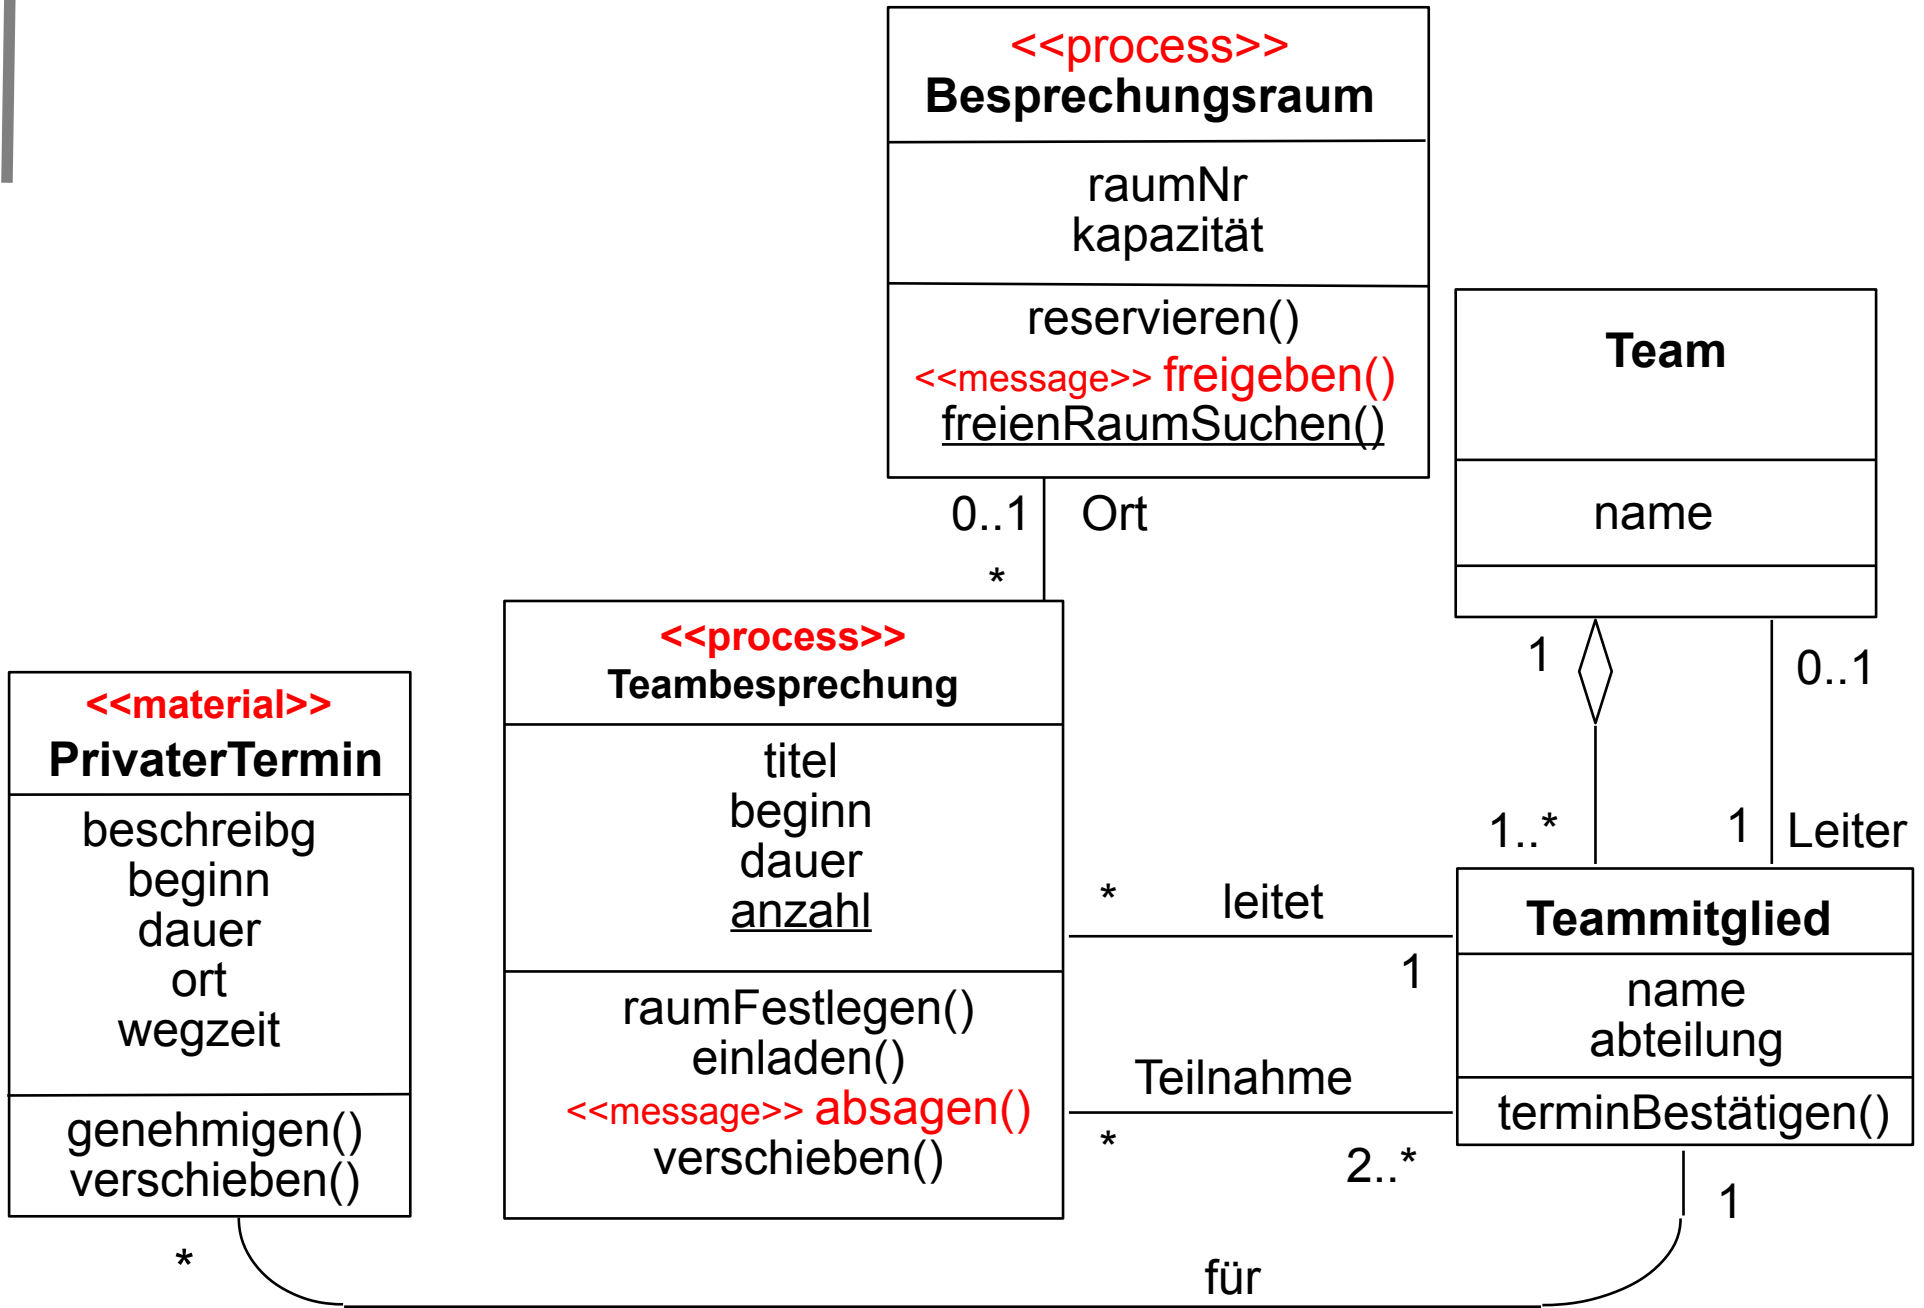 <<process>>
Besprechungsraum
raumNr
kapazität
reservieren()
<<message>> freigeben()
freienRaumSuchen()
Team
name
0..1
Ort
*
1
0..1
1..*
1
Leiter
<<process>>
Teambesprechung
titel
beginn
dauer
anzahl
raumFestlegen()
einladen()
<<message>> absagen()
verschieben()
<<material>>
PrivaterTermin
beschreibg
beginn
dauer
ort
wegzeit
genehmigen()
verschieben()
* leitet
1
Teilnahme
*
2..*
Teammitglied
name
abteilung
terminBestätigen()
1
*
für